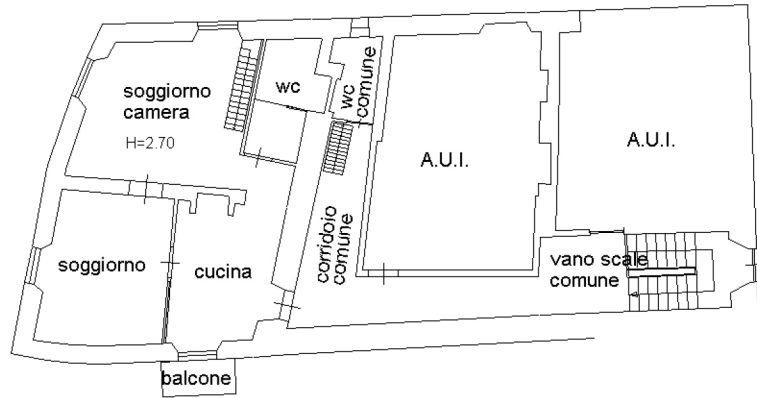 soggiorno
camera
H=2.70
wc
wc
comune
A.U.I.
A.U.I.
soggiorno
cucina
corridoio
comune
vano scale
comune
balcone